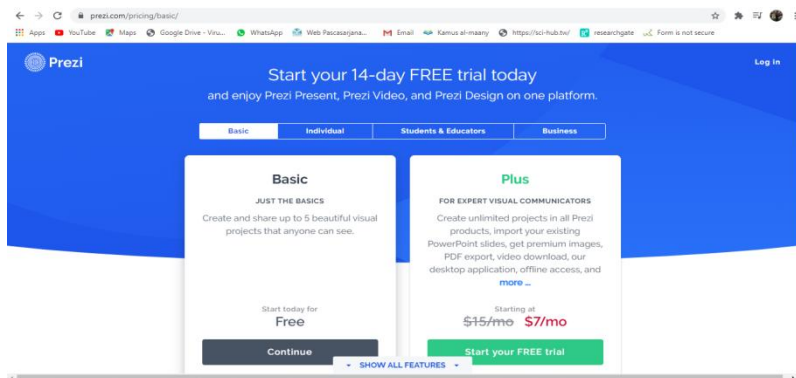 prezi.com/pricing/basic/
Apps YouTube Maps Google Drive - Viru... WhatsApp Web Pascasarjana... Email Kamus al-maany https://sci-hub.tw/ researchgate Form is not secure
Prezi
Log in
Start your 14-day FREE trial today
and enjoy Prezi Present, Prezi Video, and Prezi Design on one platform.
Basic Individual Students & Educators Business
Basic
JUST THE BASICS
Create and share up to 5 beautiful visual
projects that anyone can see.
Start today for
Free
Continue
Plus
FOR EXPERT VISUAL COMMUNICATORS
Create unlimited projects in all Prezi
products, import your existing
PowerPoint slides, get premium images,
PDF export, video download, our
desktop application, offline access, and
more ...
Starting at
$15/mo $7/mo
Start your FREE trial
SHOW ALL FEATURES